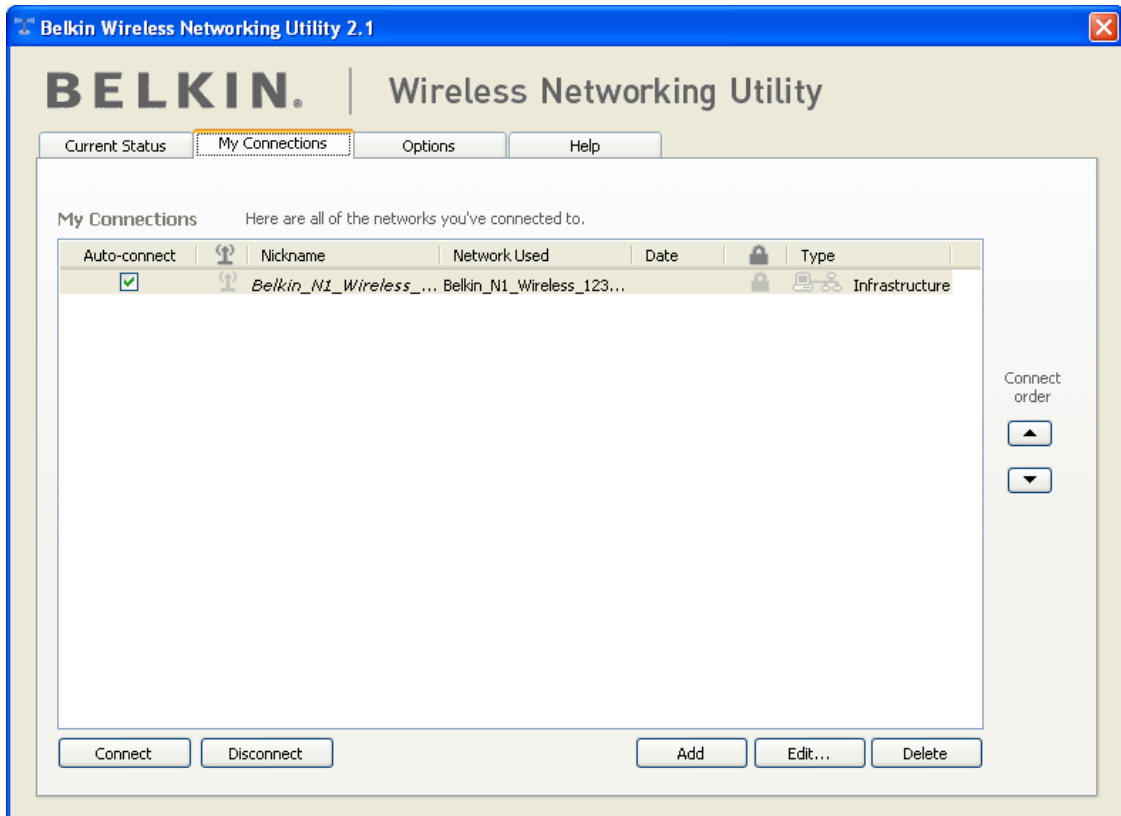 Belkin Wireless Networking Utility 2.1
BELKIN. Wireless Networking Utility
Current Status My Connections Options Help
My Connections Here are all of the networks you've connected to.
Auto-connect Nickname Network Used Date Type
Belkin_N1_Wireless_... Belkin_N1_Wireless_123... Infrastructure
Connect
order
Connect Disconnect Add Edit... Delete